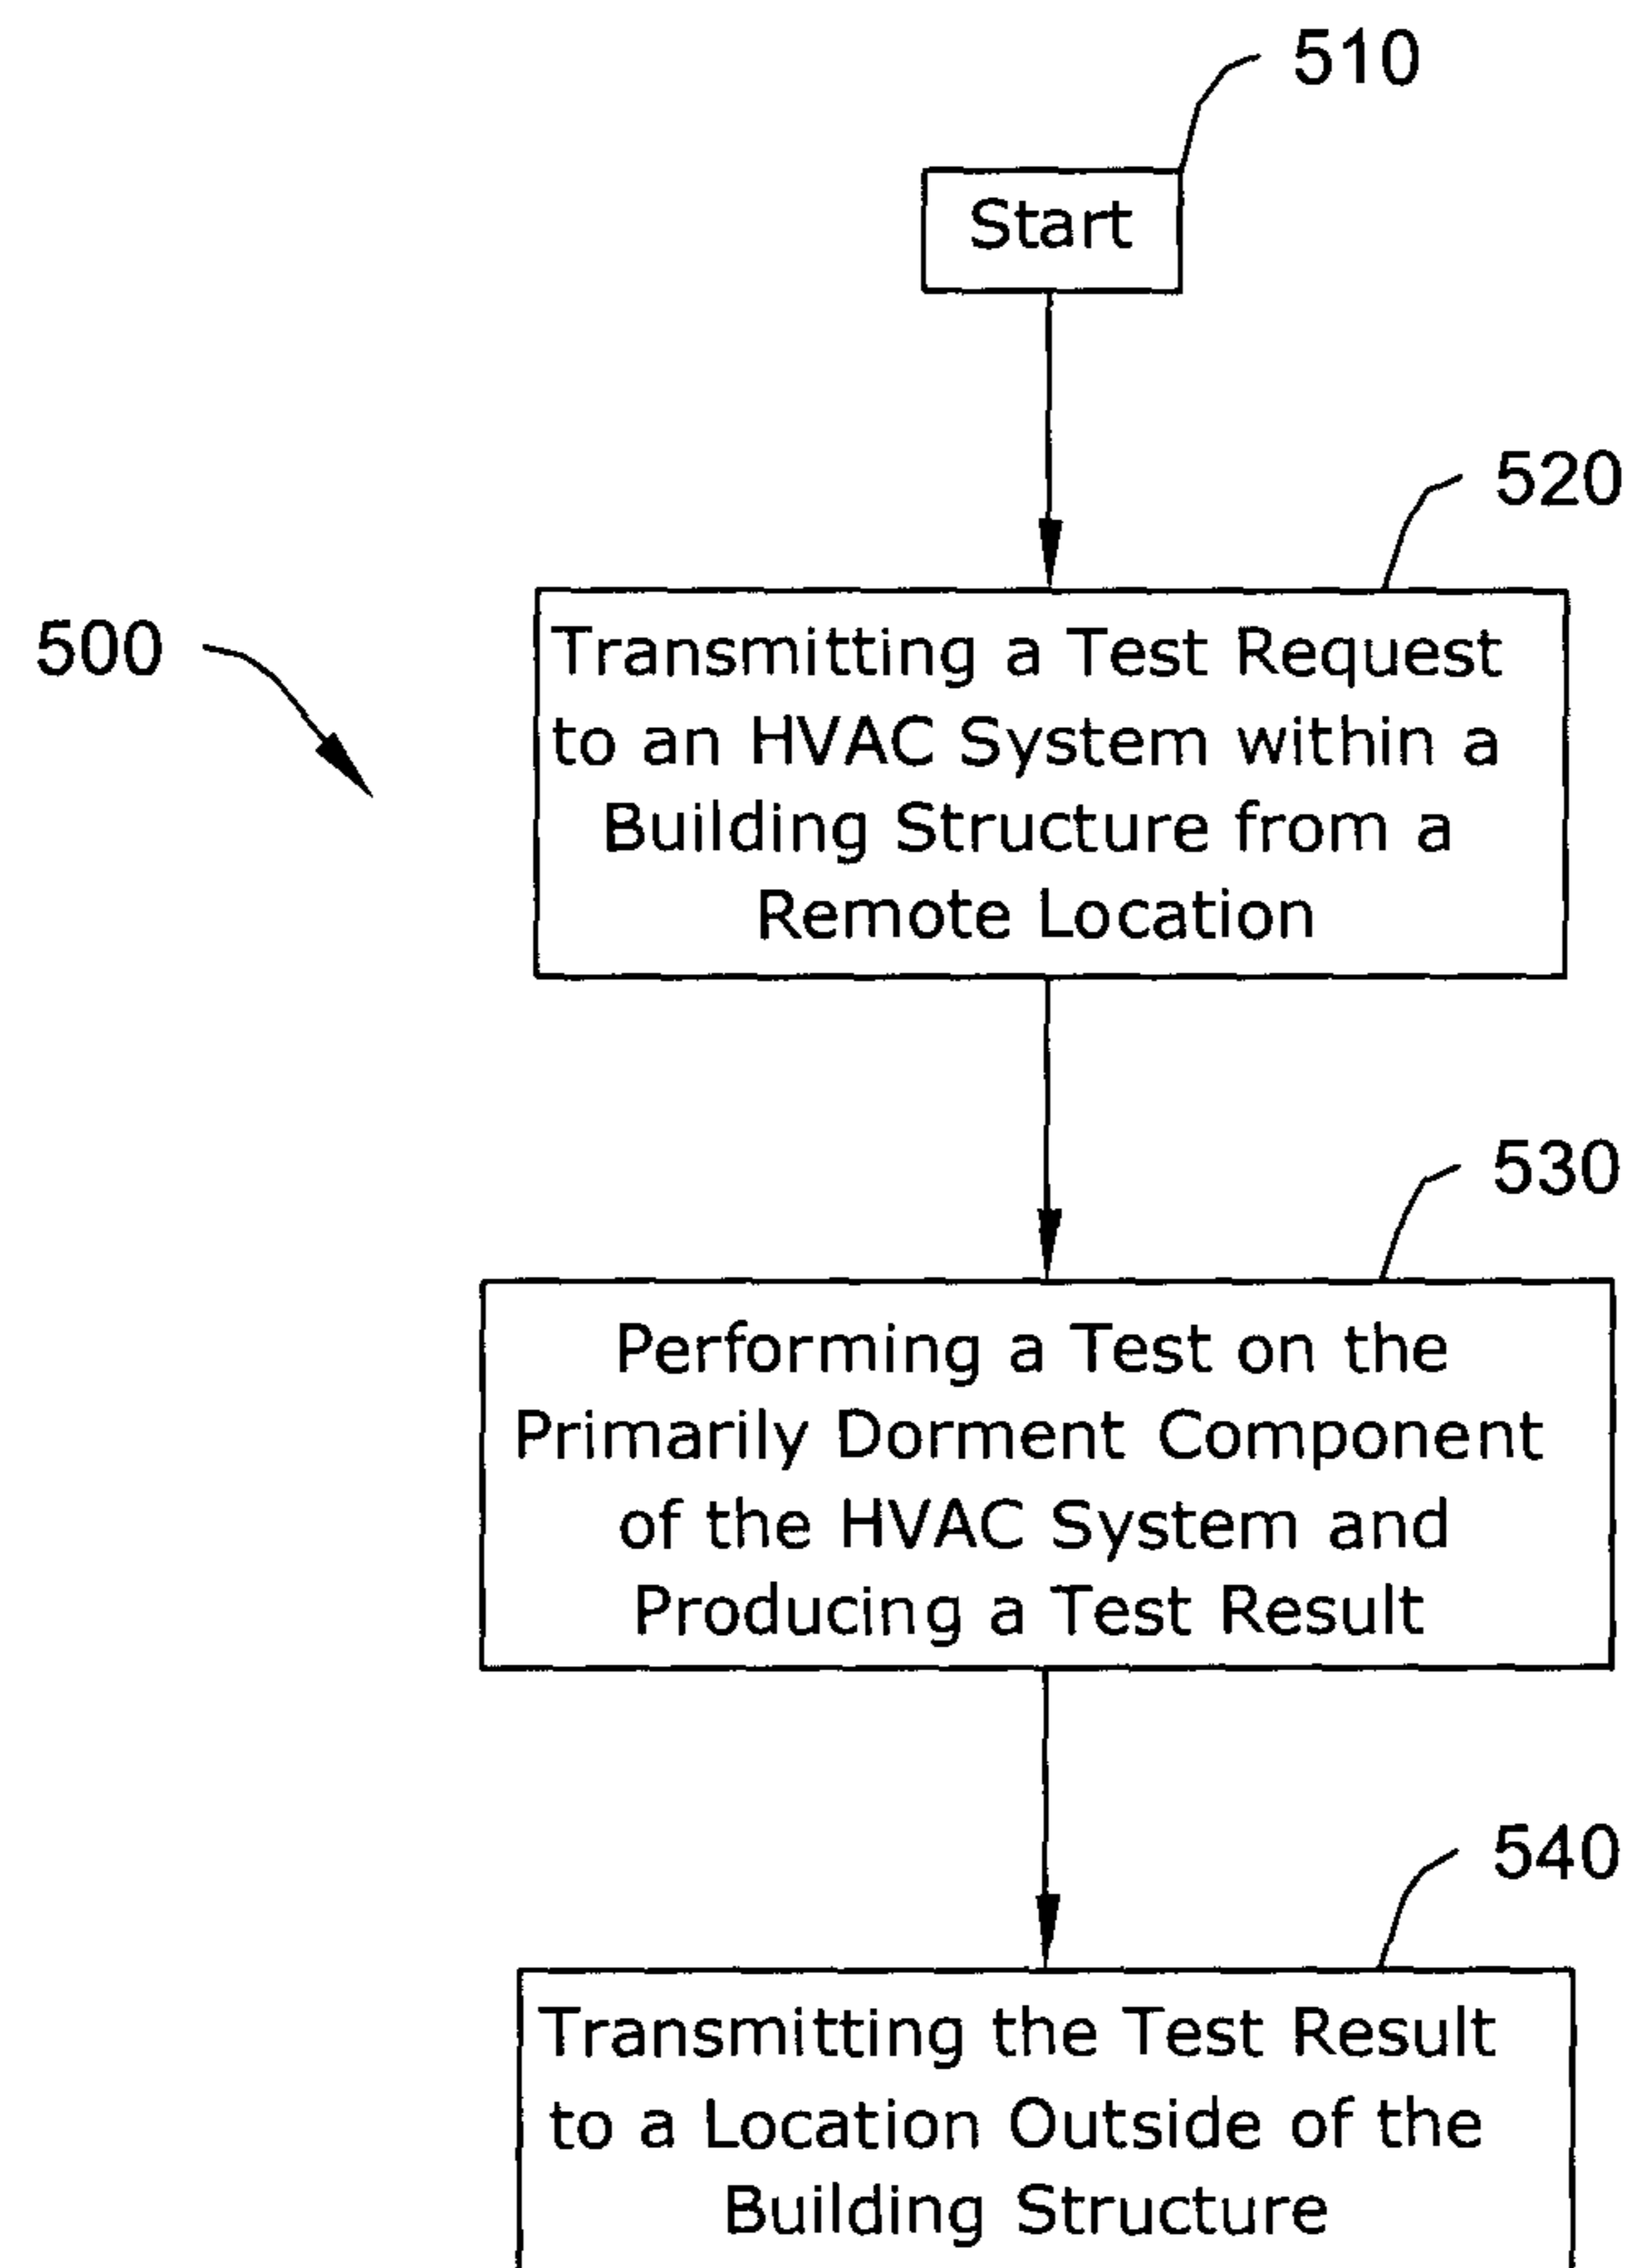 510
Start
520
500
Transmitting a Test Request
to an HVAC System within a
Building Structure from a
Remote Location
530
Performing a Test on the
Primarily Dorment Component
of the HVAC System and
Producing a Test Result
540
Transmitting the Test Result
to a Location Outside of the
Building Structure